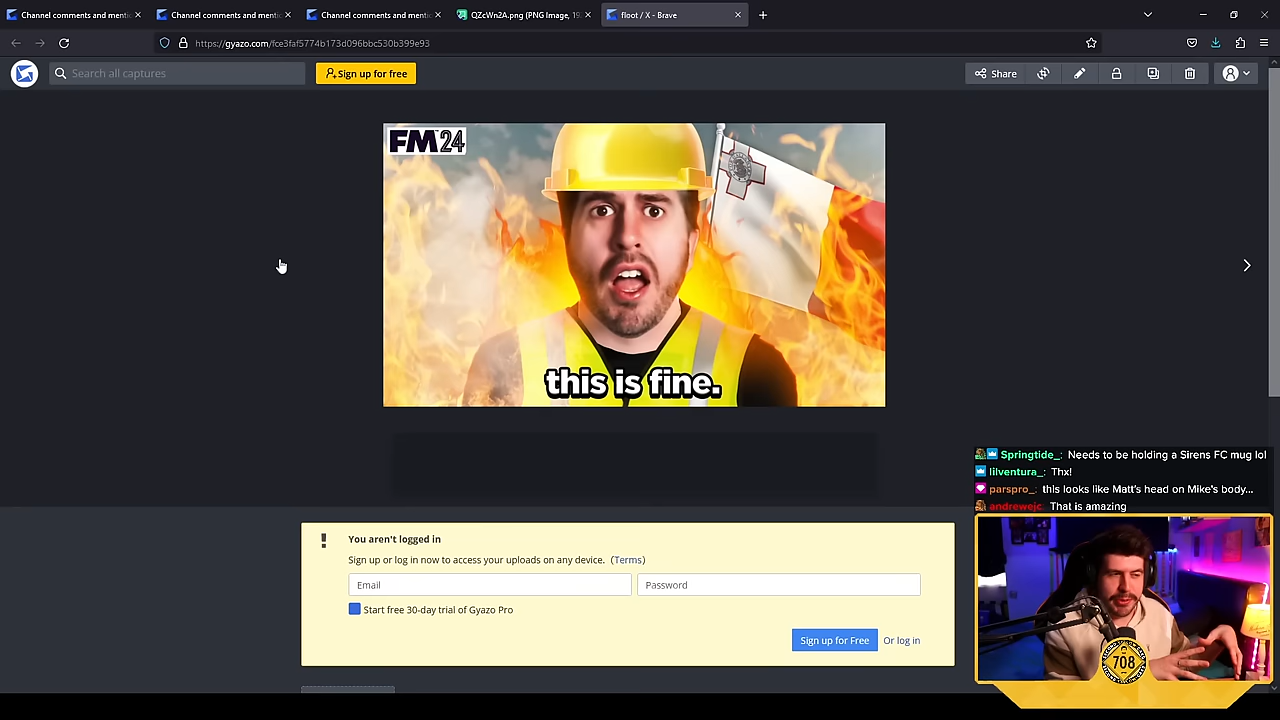 Channel comments and mentic
Channel comments and mentic
Channel comments and mentic
QZcWn2A.png (PNG Image, 19
floot / X - Brave
https://gyazo.com/fce3faf5774b173d096bbc530b399e93
Search all captures
Sign up for free
Share
FM24
this is fine.
Springtide_: Needs to be holding a Sirens FC mug lol
lilventura_: Thx!
parspro_: this looks like Matt's head on Mike's body...
andrewejc That is amazing
You aren't logged in
Sign up or log in now to access your uploads on any device. (Terms)
Email
Password
Start free 30-day trial of Gyazo Pro
Sign up for Free
Or log in
708